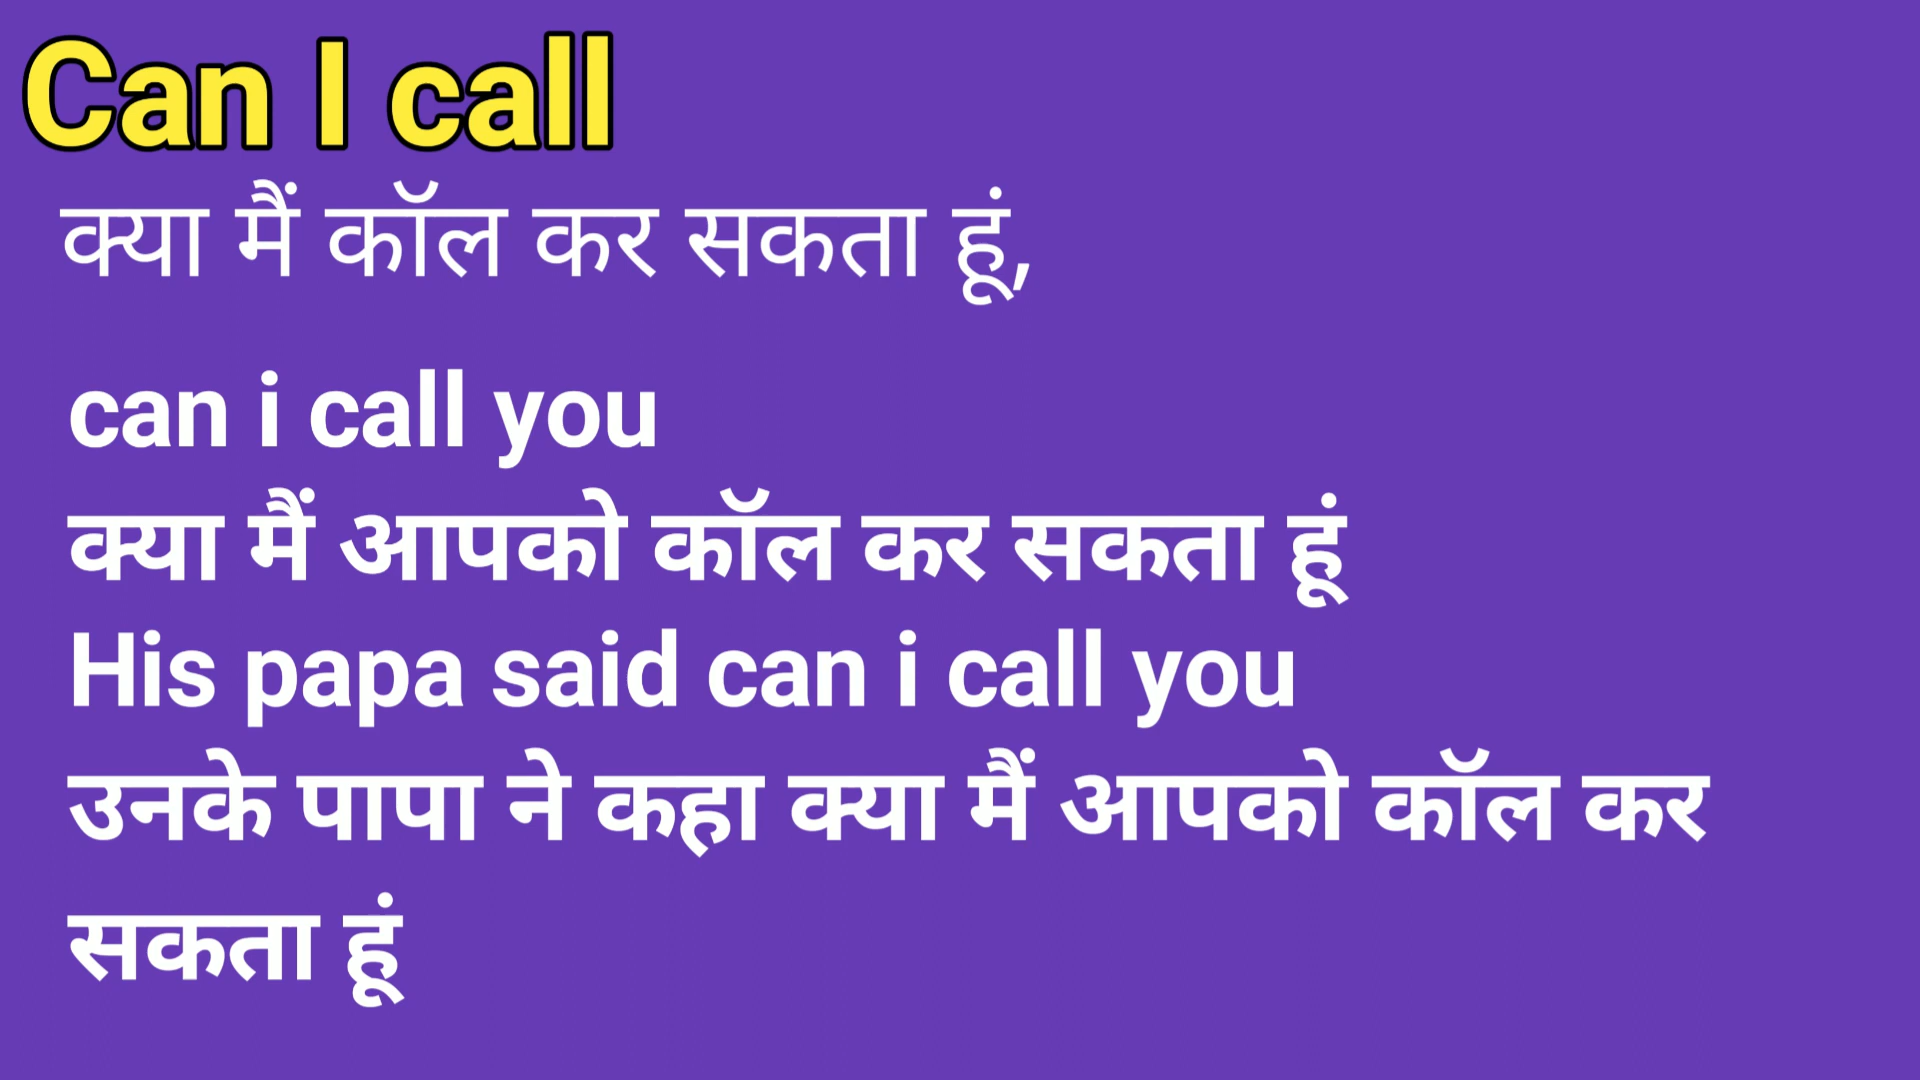 Can I call
क्या मैं कॉल कर सकता हूं,
can i call you
क्या मैं आपको कॉल कर सकता हूं
His papa said can i call you
उनके पापा ने कहा क्या मैं आपको कॉल कर
सकता हूं